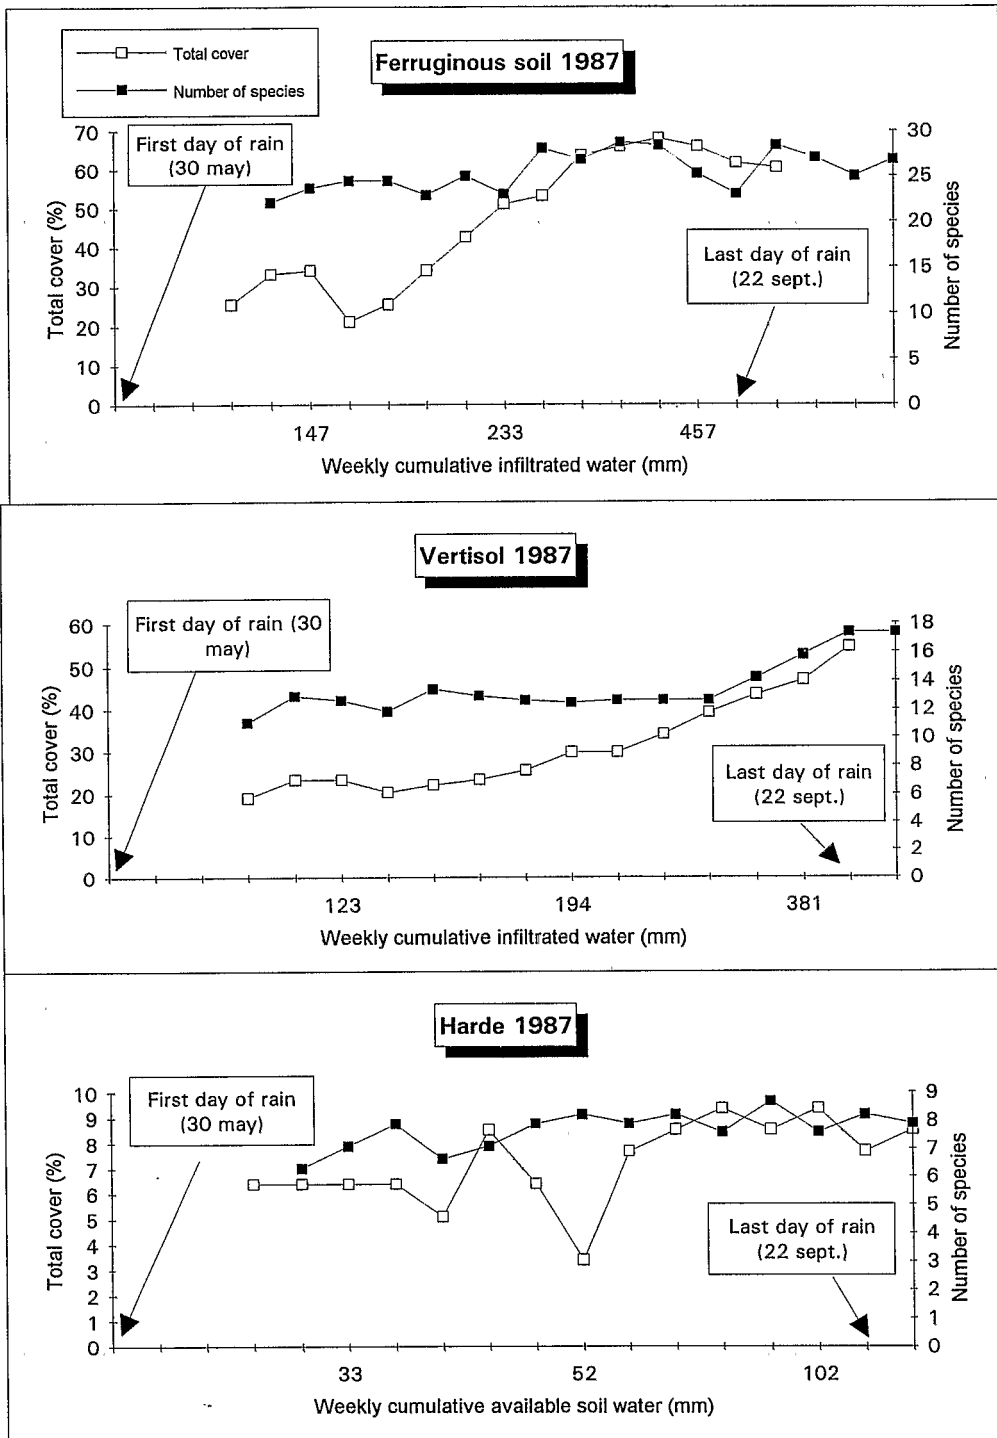 Total cover
Number of species
Ferruginous soil 1987
First day of rain
(30 may)
Last day of rain
(22 sept.)
Total cover (%)
70
60
50
40
30
20
10
0
Number of species
30
25
20
15
10
5
0
147 233 457
Weekly cumulative infiltrated water (mm)
Vertisol 1987
First day of rain (30
may)
Last day of rain
(22 sept.)
Total cover (%)
60
50
40
30
20
10
0
Number of species
18
16
14
12
10
8
6
4
2
0
123 194 381
Weekly cumulative infiltrated water (mm)
Harde 1987
First day of rain
(30 may)
Last day of rain
(22 sept.)
Total cover (%)
10
9
8
7
6
5
4
3
2
1
0
Number of species
9
8
7
6
5
4
3
2
1
0
33 52 102
Weekly cumulative available soil water (mm)